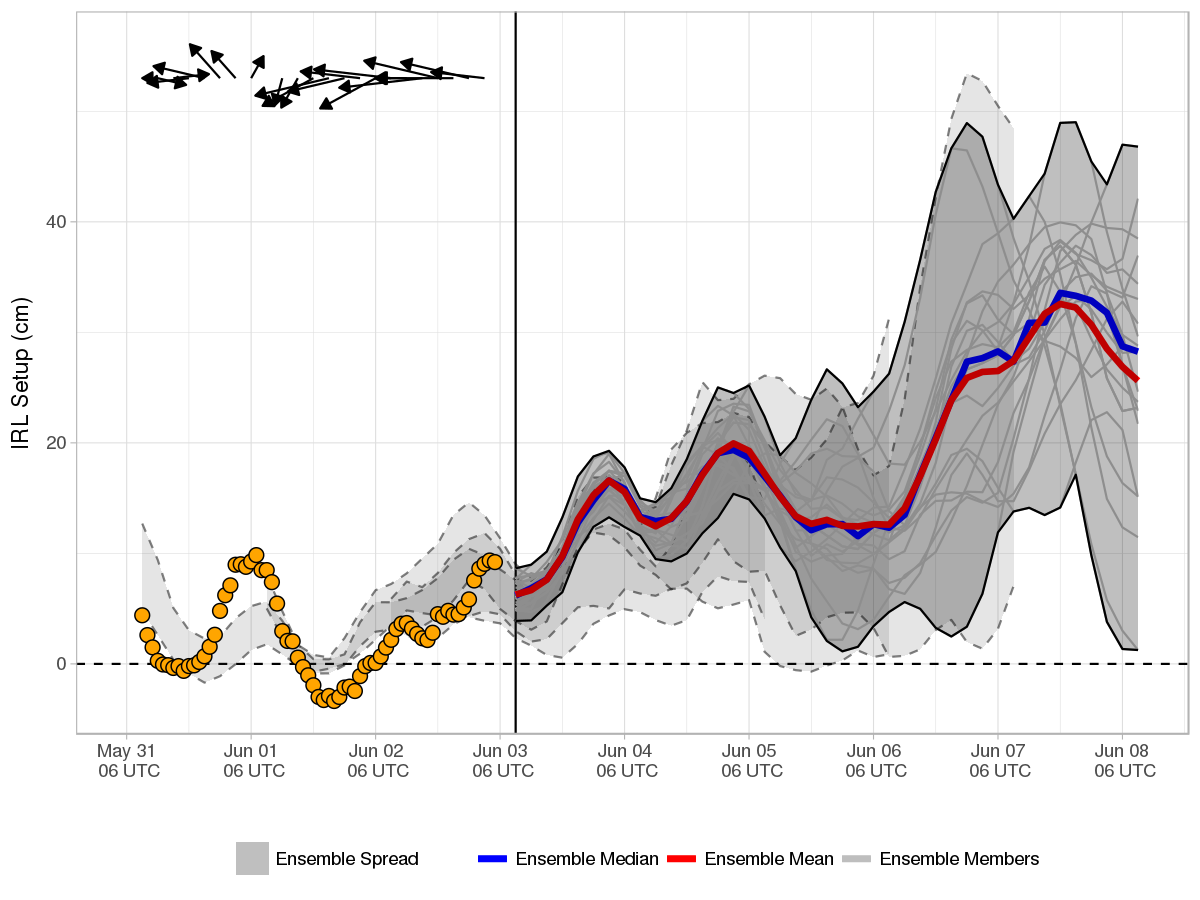 IRL Setup (cm)
40
20
0
May 31 Jun 01 Jun 02 Jun 03 Jun 04 Jun 05 Jun 06 Jun 07 Jun 08
06 UTC 06 UTC 06 UTC 06 UTC 06 UTC 06 UTC 06 UTC 06 UTC 06 UTC
Ensemble Spread Ensemble Median Ensemble Mean Ensemble Members